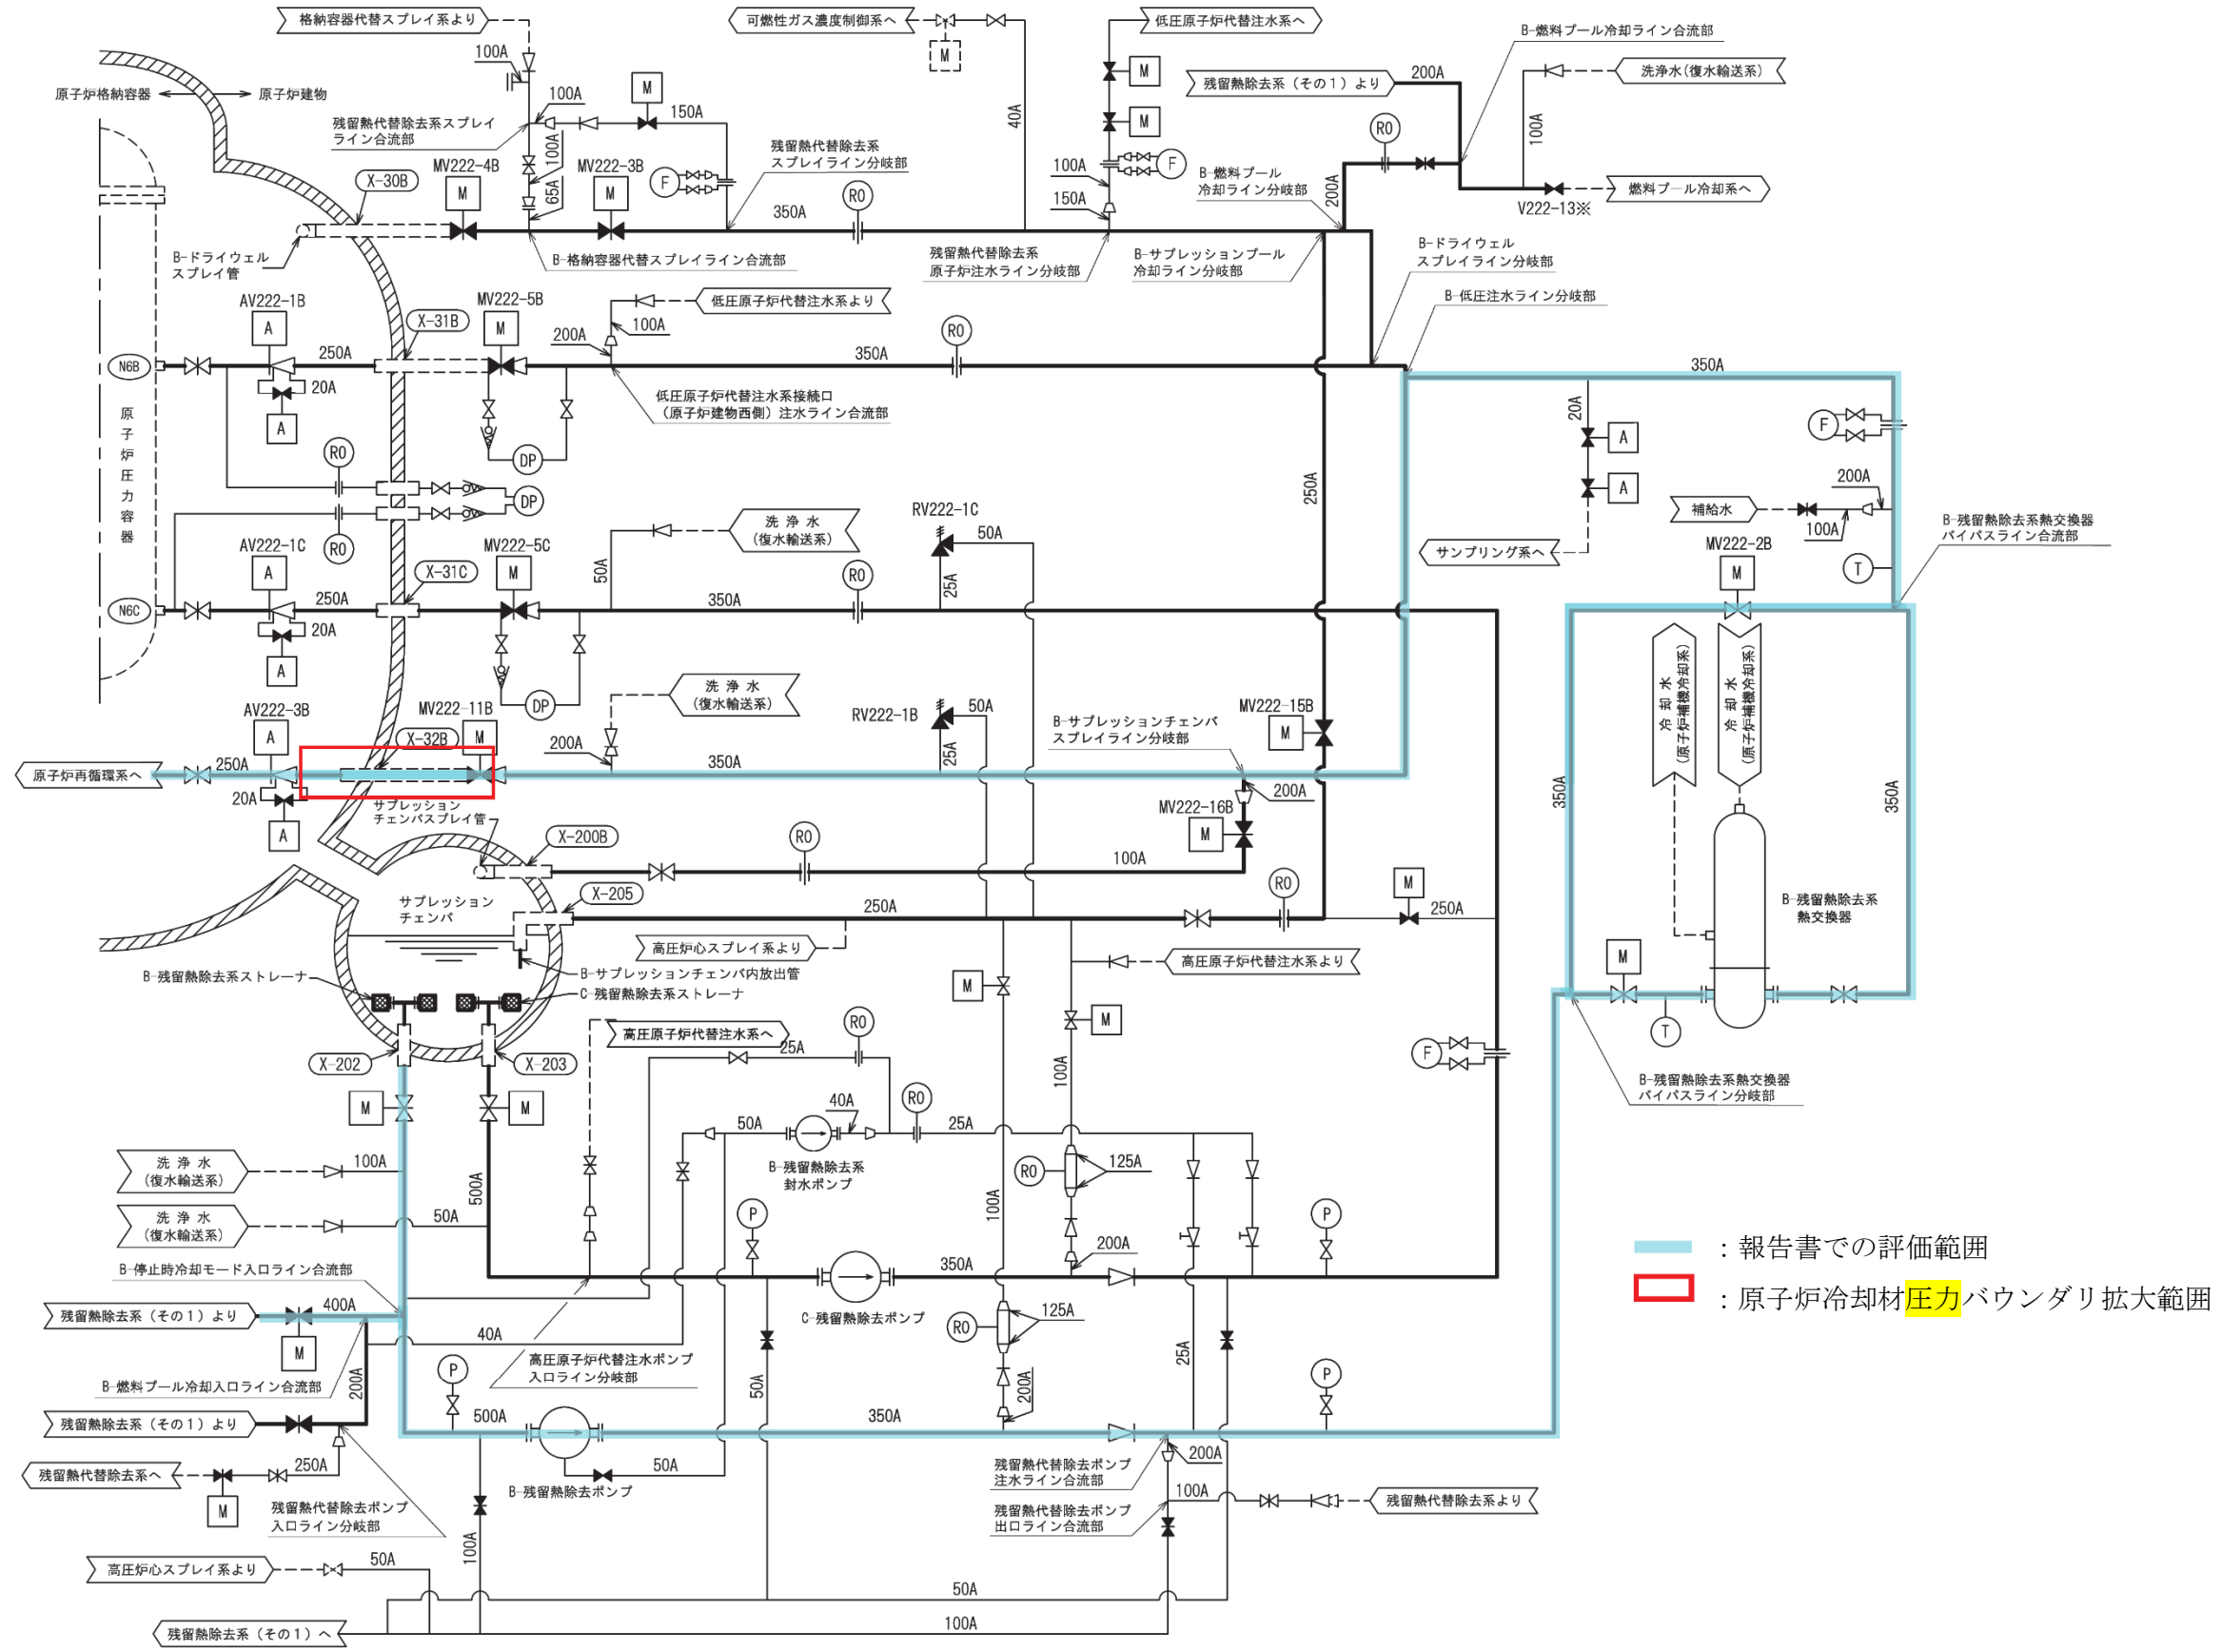 格納容器代替スプレイ系より
可燃性ガス濃度制御系へ
低圧原子炉代替注水系へ
B-燃料プール冷却ライン合流部
100A
M
M
M
残留熱除去系（その1）より
200A
洗浄水(復水輸送系)
原子炉格納容器
原子炉建物
100A
150A
40A
M
RO
100A
残留熱代替除去系スプレイ
ライン合流部
100A
残留熱代替除去系
スプレイライン分岐部
100A
F
B-燃料プール
冷却ライン分岐部
200A
燃料プール冷却系へ
V222-13※
X-30B
MV222-4B
M
65A
MV222-3B
M
F
RO
350A
150A
B-ドライウェル
スプレイ管
B-格納容器代替スプレイライン合流部
残留熱代替除去系
原子炉注水ライン分岐部
B-サプレッションプール
冷却ライン分岐部
B-ドライウェル
スプレイライン分岐部
B-低圧注水ライン分岐部
AV222-1B
A
X-31B
MV222-5B
M
低圧原子炉代替注水系より
100A
200A
RO
350A
350A
N6B
250A
20A
A
低圧原子炉代替注水系接続口
（原子炉建物西側）注水ライン合流部
20A
A
F
原子炉圧力容器
RO
DP
DP
250A
A
200A
補給水
100A
RO
RV222-1C
50A
洗浄水
(復水輸送系)
サンプリング系へ
MV222-2B
M
T
B-残留熱除去系熱交換器
バイパスライン合流部
AV222-1C
A
X-31C
MV222-5C
M
50A
RO
25A
N6C
250A
350A
20A
A
DP
冷却水
(原子炉補機冷却系)
冷却水
(原子炉補機冷却系)
AV222-3B
A
X-32B
MV222-11B
M
洗浄水
(復水輸送系)
200A
RV222-1B
50A
25A
B-サプレッションチェンバ
スプレイライン分岐部
MV222-15B
M
原子炉再循環系へ
250A
350A
20A
A
サプレッション
チェンバスプレイ管
200A
MV222-16B
M
350A
350A
X-200B
RO
100A
サプレッション
チェンバ
X-205
250A
RO
M
250A
B-残留熱除去系
熱交換器
高圧炉心スプレイ系より
高圧原子炉代替注水系より
B-残留熱除去系ストレーナ
B-サプレッションチェンバ内放出管
C-残留熱除去系ストレーナ
M
M
高圧原子炉代替注水系へ
25A
RO
M
F
T
X-202
X-203
B-残留熱除去系熱交換器
バイパスライン分岐部
M
M
100A
50A
40A
RO
25A
洗浄水
(復水輸送系)
100A
B-残留熱除去系
封水ポンプ
RO
125A
500A
100A
洗浄水
(復水輸送系)
50A
P
P
B-停止時冷却モード入口ライン合流部
350A
200A
：報告書での評価範囲
残留熱除去系（その1）より
400A
M
C-残留熱除去ポンプ
RO
125A
：原子炉冷却材圧力バウンダリ拡大範囲
40A
高圧原子炉代替注水ポンプ
入口ライン分岐部
25A
B-燃料プール冷却入口ライン合流部
200A
P
50A
200A
P
残留熱除去系（その1）より
500A
350A
残留熱代替除去系へ
250A
M
50A
B-残留熱除去ポンプ
残留熱代替除去ポンプ
注水ライン合流部
200A
残留熱代替除去ポンプ
入口ライン分岐部
残留熱代替除去ポンプ
出口ライン合流部
100A
残留熱代替除去系より
100A
高圧炉心スプレイ系より
50A
50A
残留熱除去系（その1）へ
100A